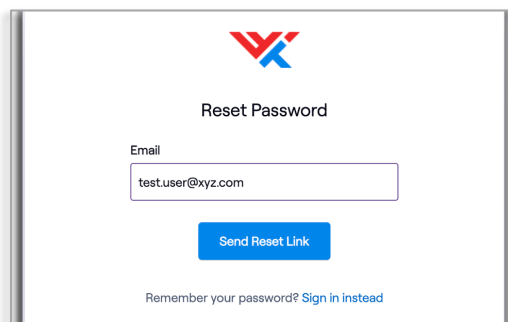 Reset Password
Email
test.user@xyz.com
Send Reset Link
Remember your password? Sign in instead